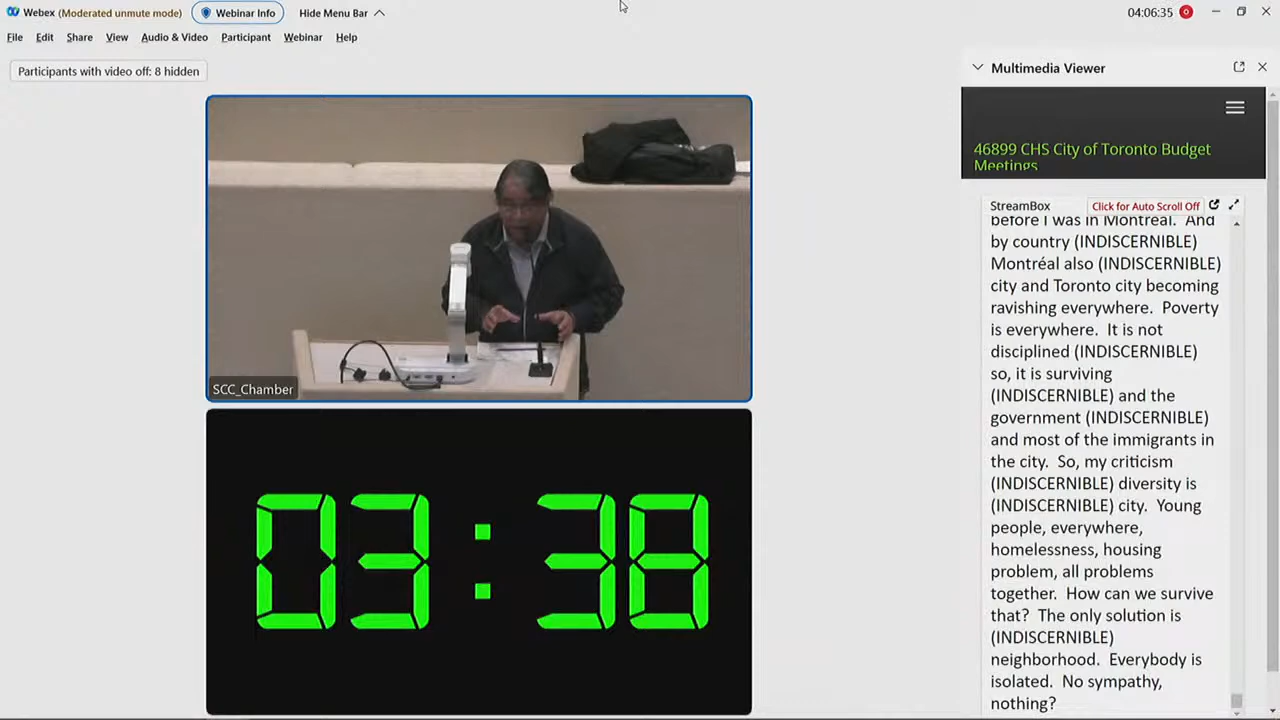 Webex (Moderated unmute mode) Webinar Info Hide Menu Bar 04:06:35
File Edit Share View Audio & Video Participant Webinar Help
Participants with video off: 8 hidden
Multimedia Viewer
46899 CHS City of Toronto Budget
Meetings
StreamBox Click for Auto Scroll Off
before I was in Montreal. And
by country (INDISCERNIBLE)
Montréal also (INDISCERNIBLE)
city and Toronto city becoming
ravishing everywhere. Poverty
is everywhere. It is not
disciplined (INDISCERNIBLE)
so, it is surviving
(INDISCERNIBLE) and the
government (INDISCERNIBLE)
and most of the immigrants in
the city. So, my criticism
(INDISCERNIBLE) diversity is
(INDISCERNIBLE) city. Young
people, everywhere,
homelessness, housing
problem, all problems
together. How can we survive
that? The only solution is
(INDISCERNIBLE)
neighborhood. Everybody is
isolated. No sympathy,
nothing?
SCC_Chamber
03:38